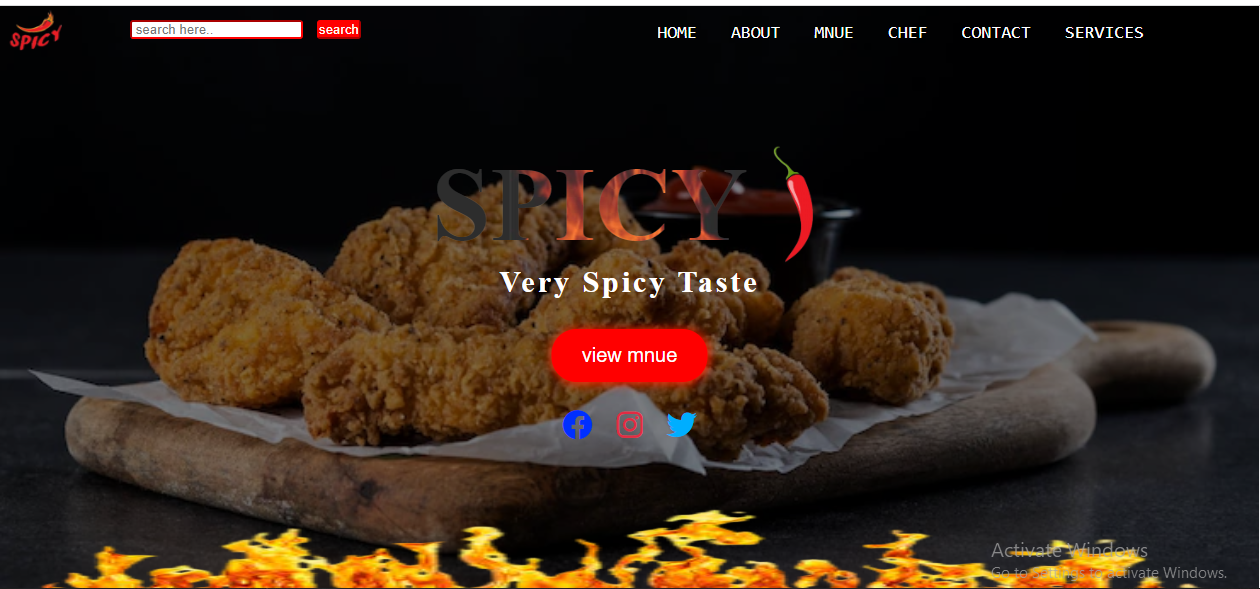 SPICY
search here..
search
HOME ABOUT MNUE CHEF CONTACT SERVICES
SPICY
Very Spicy Taste
view mnue
Activate Windows
Go to Settings to activate Windows.